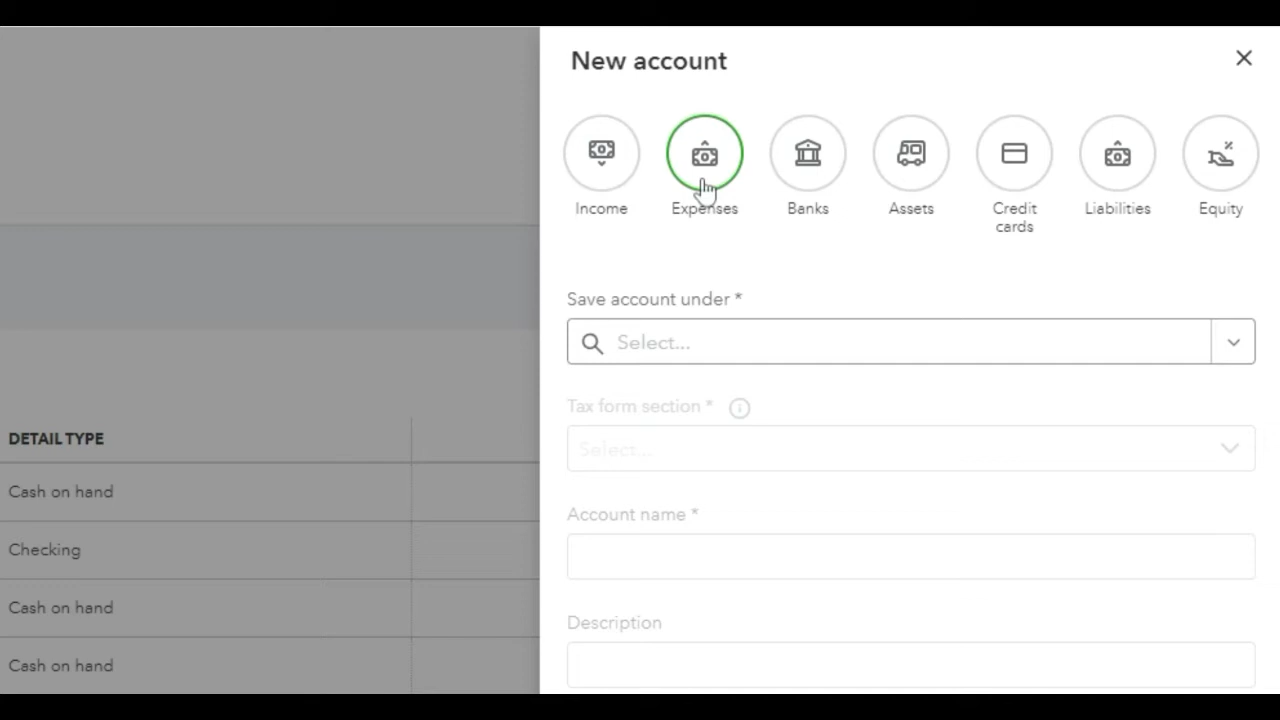 New account
Income
Expenses
Banks
Assets
Credit
cards
Liabilities
Equity
Save account under *
Select...
Tax form section *
Select...
Account name *
Description
DETAIL TYPE
Cash on hand
Checking
Cash on hand
Cash on hand